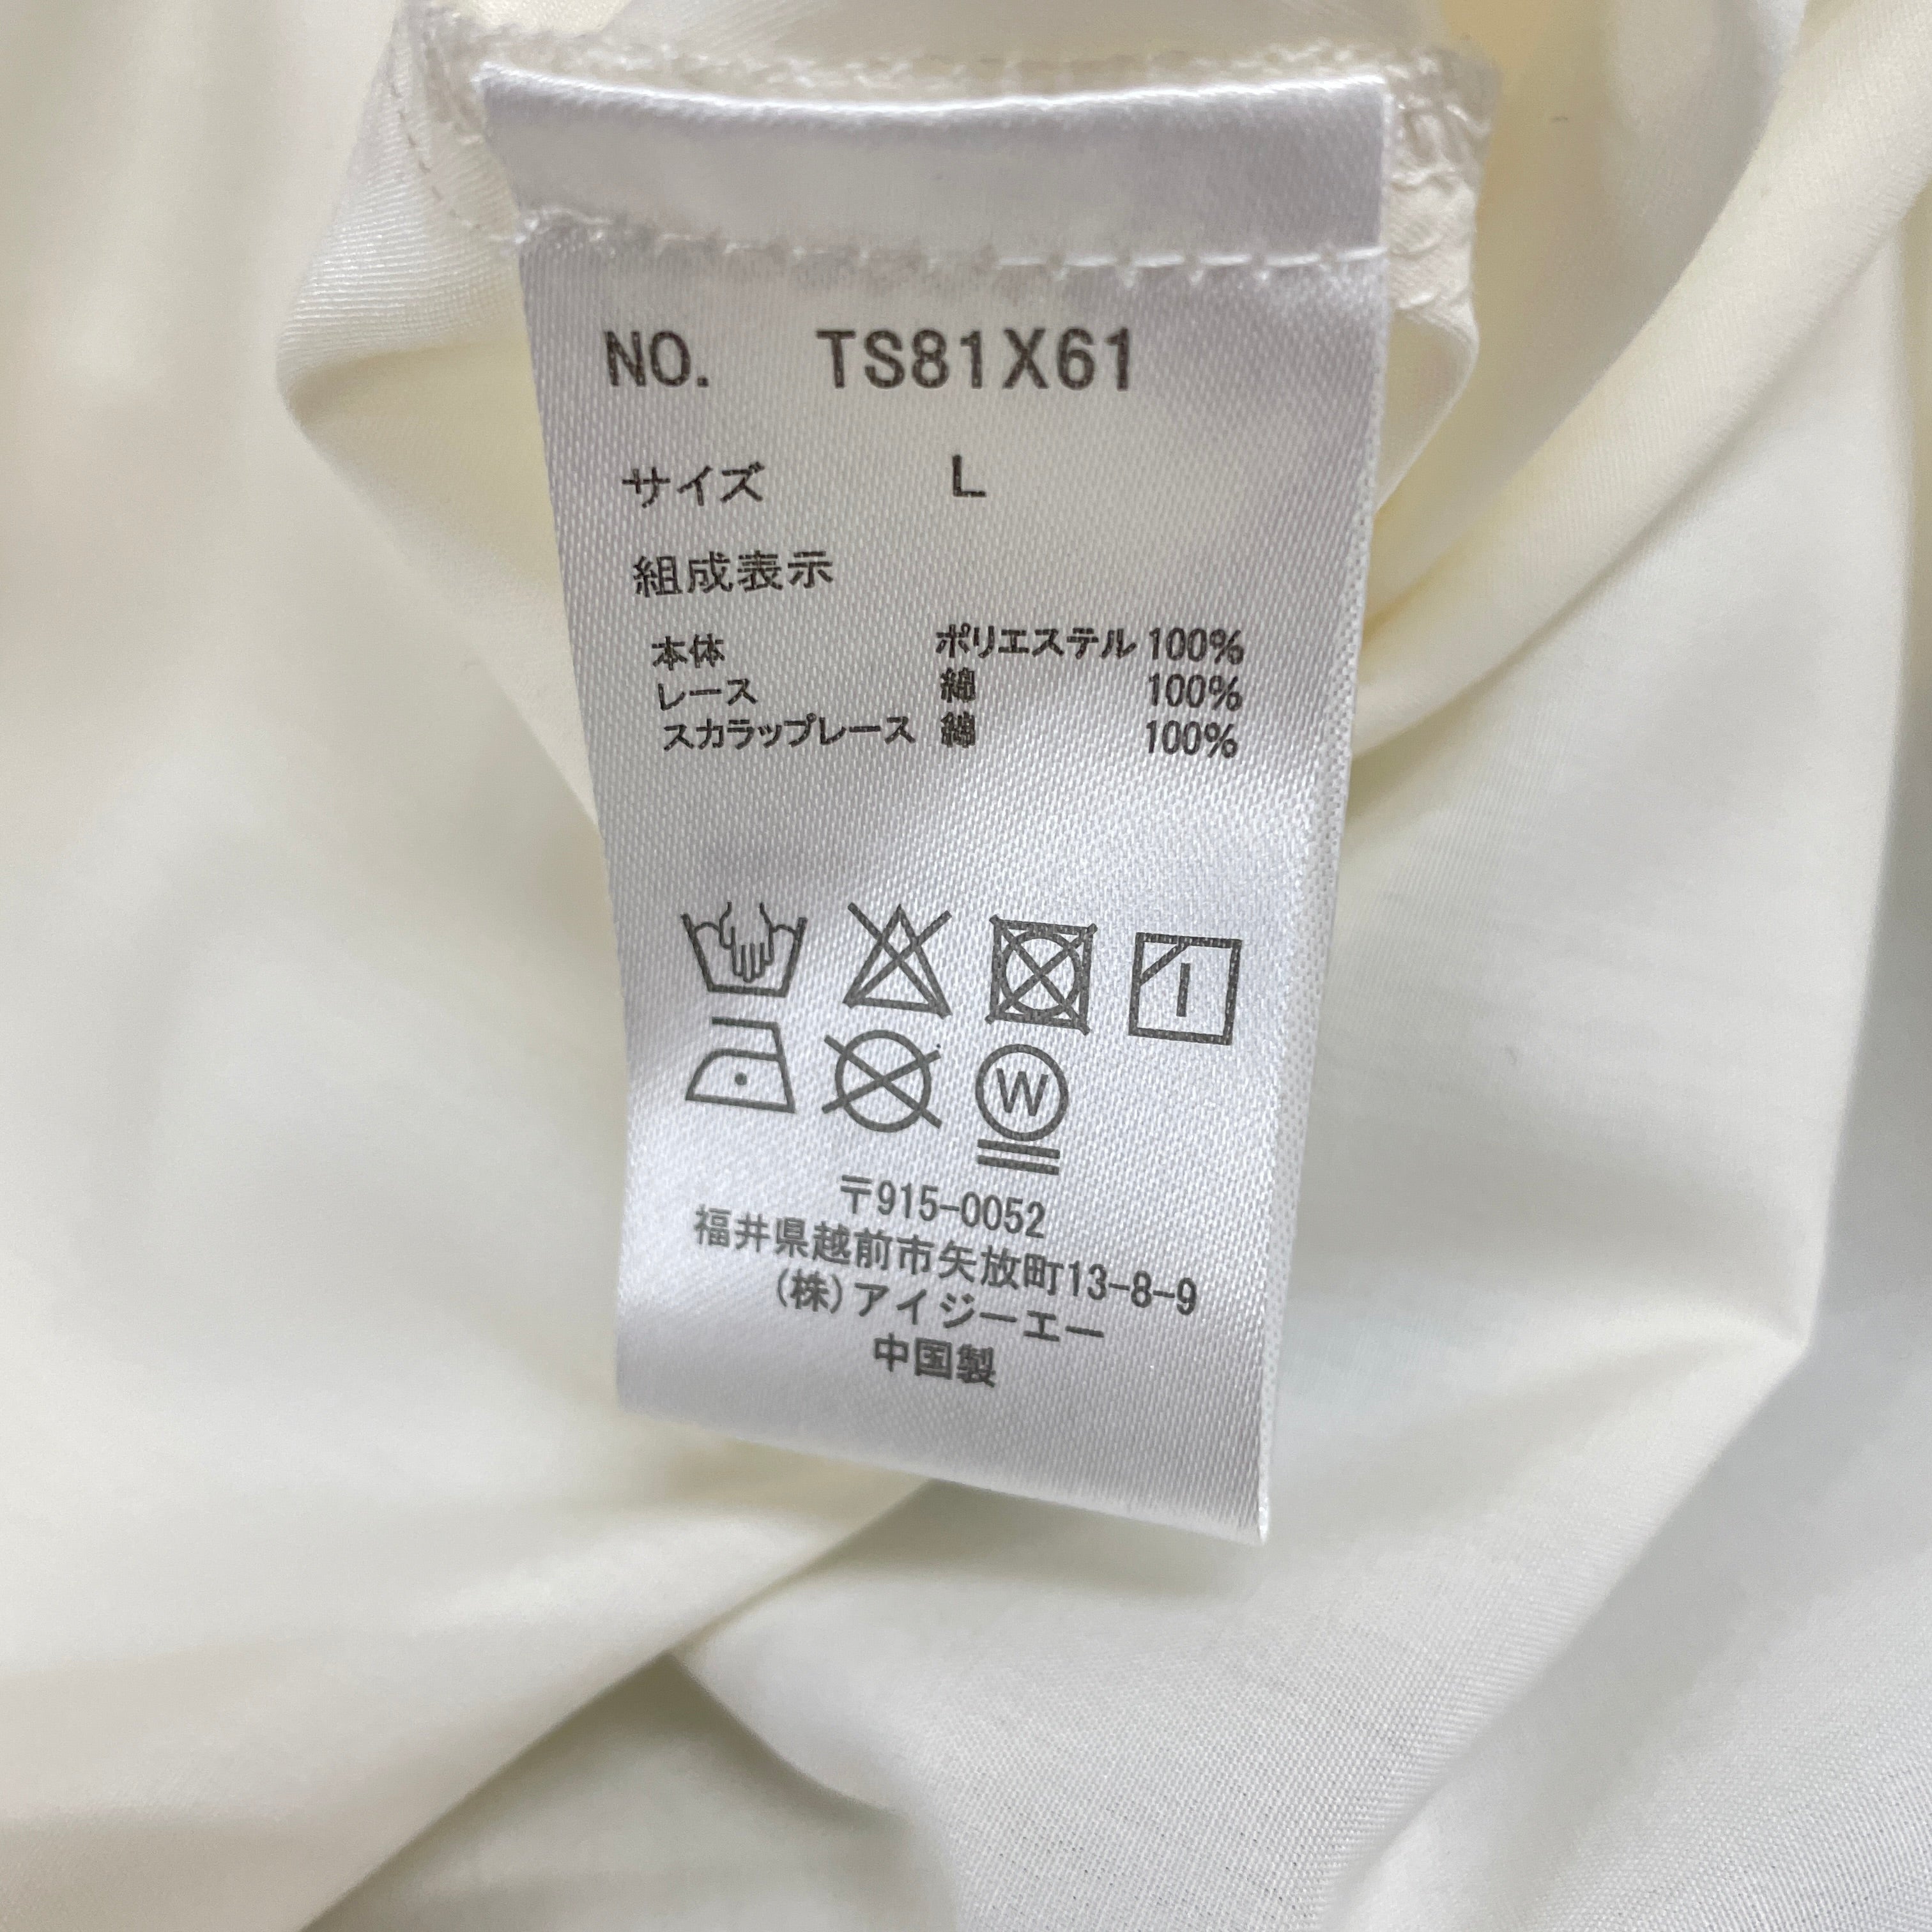 NO. TS81X61
サイズ L
組成表示
本体 ポリエステル 100%
レース 綿 100%
スカラップレース 綿 100%
W
〒915-0052
福井県越前市矢放町13-8-9
(株)アイジーエー
中国製